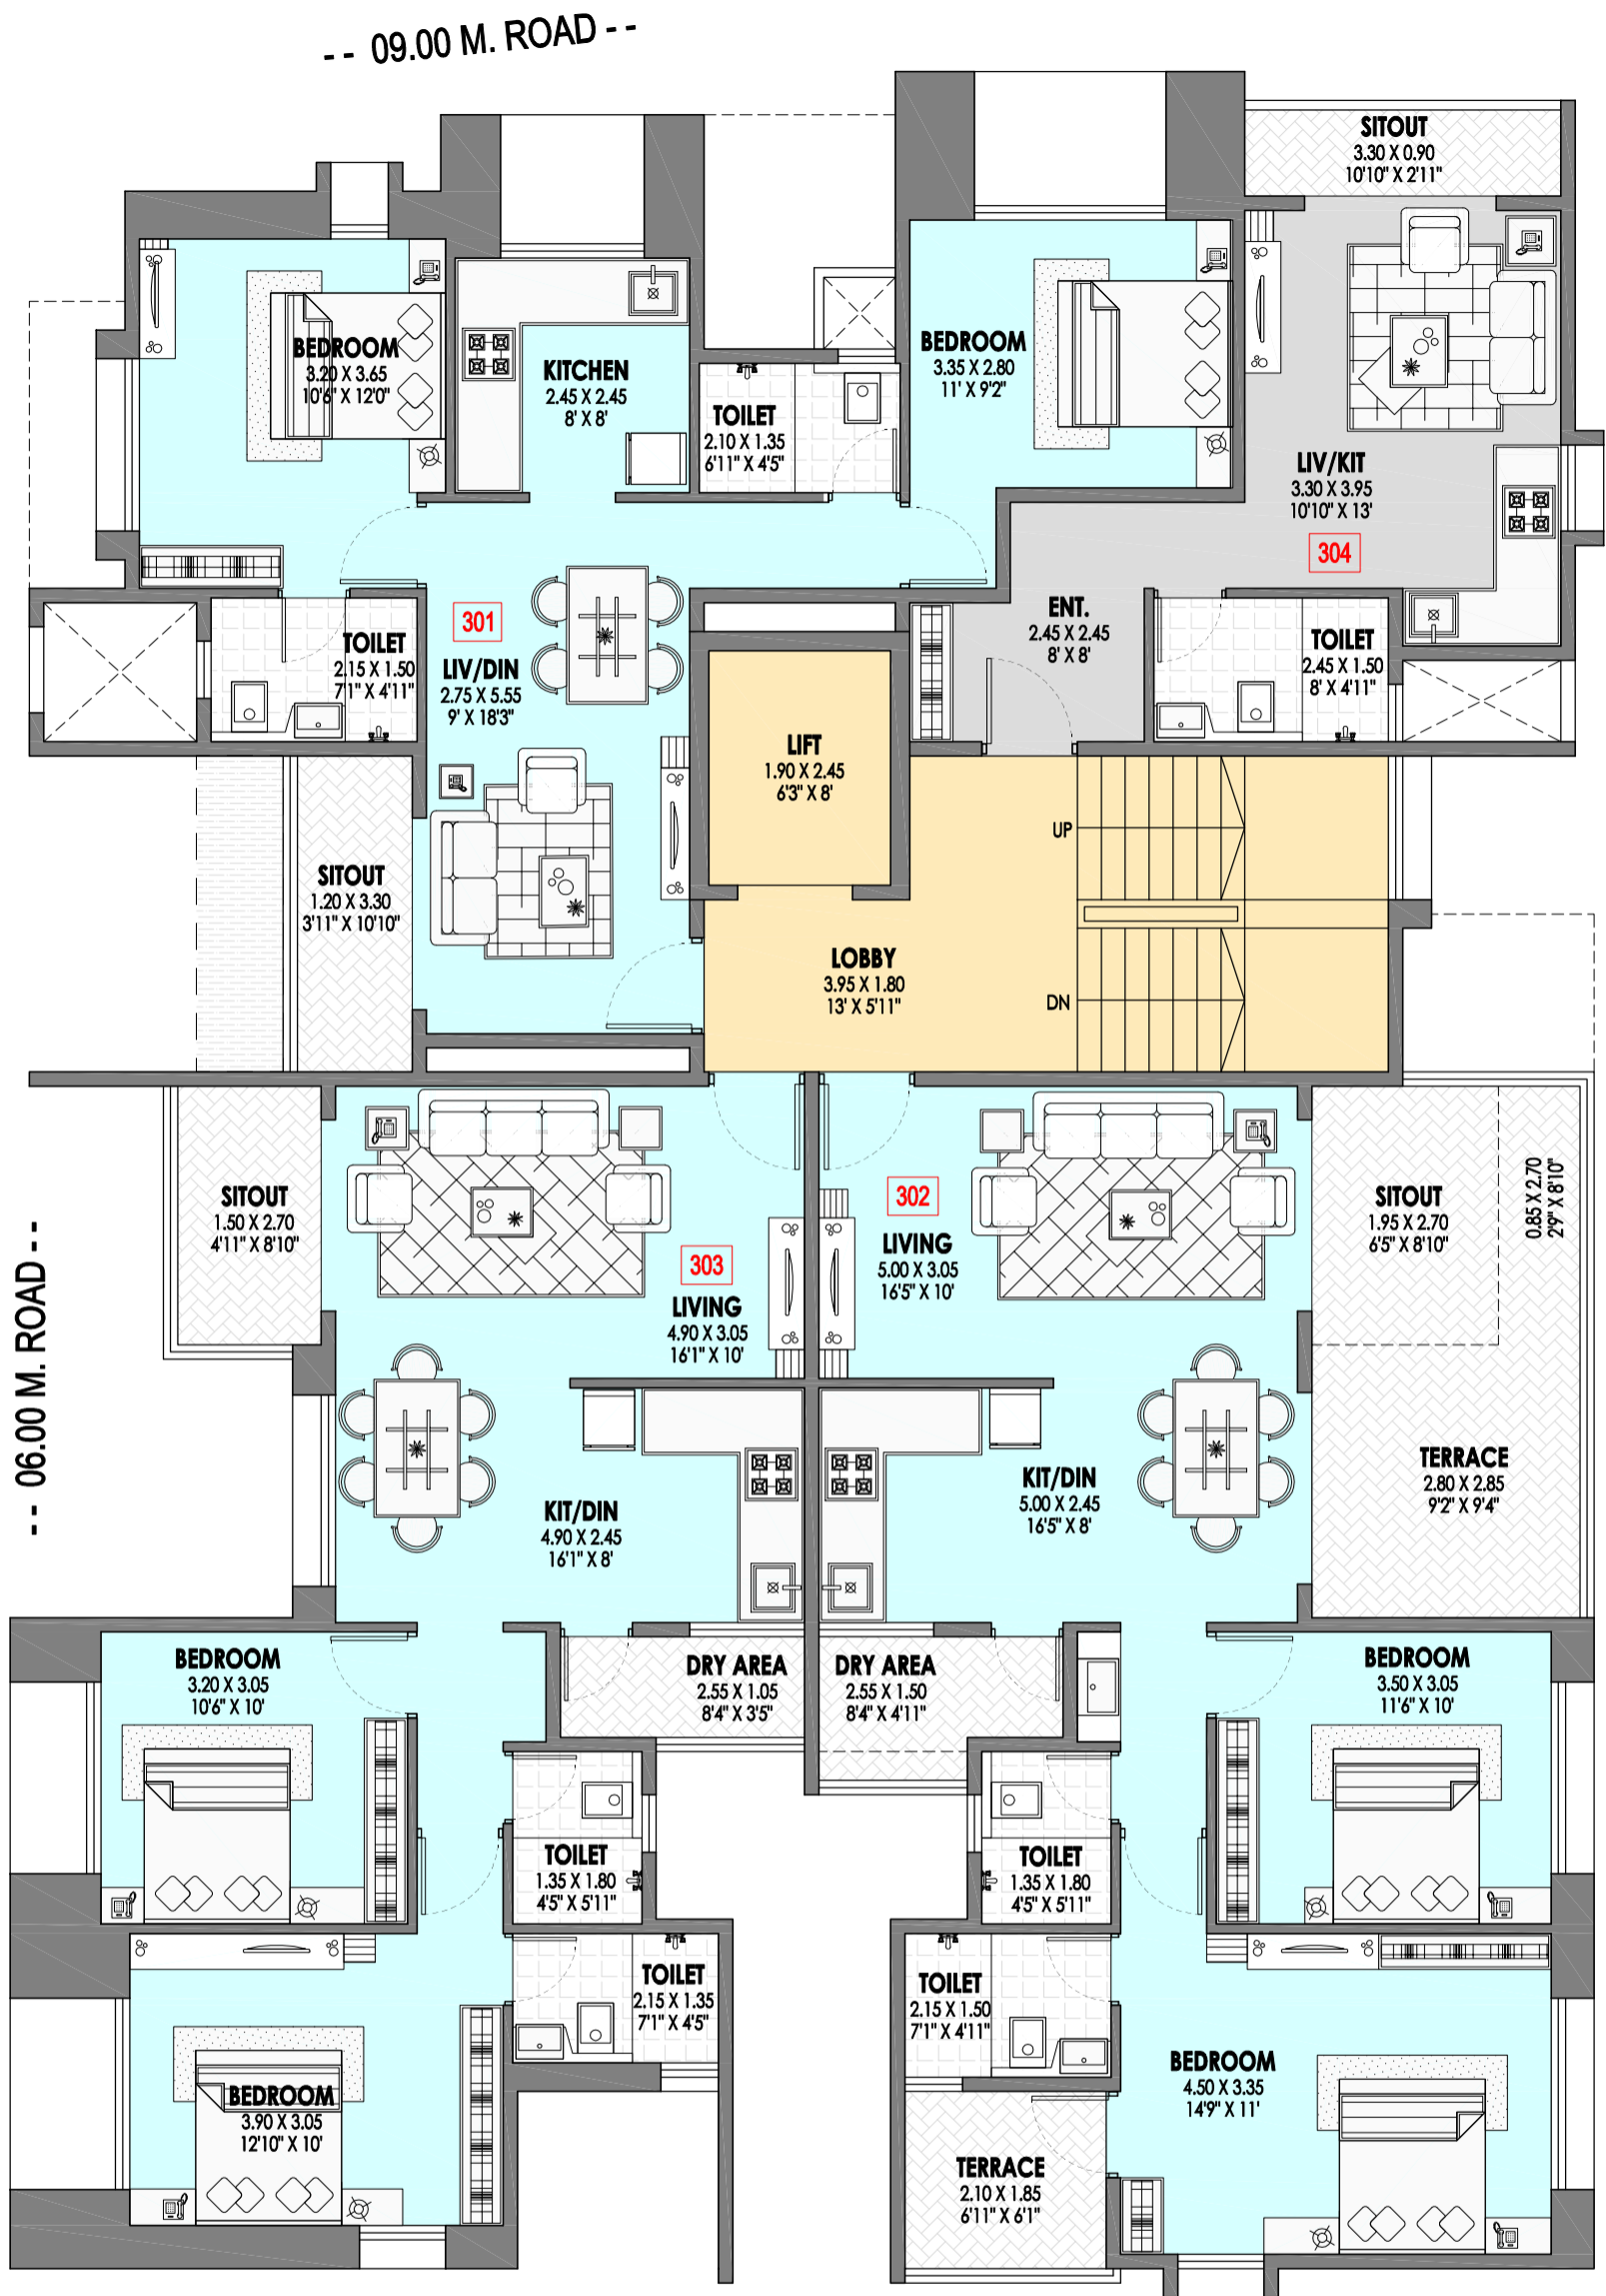 -- 09.00 M. ROAD --
SITOUT
3.30 X 0.90
10'10" X 2'11"
BEDROOM
3.20 X 3.65
10'6" X 12'0"
KITCHEN
2.45 X 2.45
8' X 8'
TOILET
2.10 X 1.35
6'11" X 4'5"
BEDROOM
3.35 X 2.80
11' X 9'2"
LIV/KIT
3.30 X 3.95
10'10" X 13'
304
301
LIV/DIN
2.75 X 5.55
9' X 18'3"
TOILET
2.15 X 1.50
7'1" X 4'11"
ENT.
2.45 X 2.45
8' X 8'
TOILET
2.45 X 1.50
8' X 4'11"
LIFT
1.90 X 2.45
6'3" X 8'
UP
SITOUT
1.20 X 3.30
3'11" X 10'10"
LOBBY
3.95 X 1.80
13' X 5'11"
DN
-- 06.00 M. ROAD --
SITOUT
1.50 X 2.70
4'11" X 8'10"
303
LIVING
4.90 X 3.05
16'1" X 10'
302
LIVING
5.00 X 3.05
16'5" X 10'
SITOUT
1.95 X 2.70
6'5" X 8'10"
0.85 X 2.70
2'9" X 8'10"
KIT/DIN
4.90 X 2.45
16'1" X 8'
KIT/DIN
5.00 X 2.45
16'5" X 8'
TERRACE
2.80 X 2.85
9'2" X 9'4"
BEDROOM
3.20 X 3.05
10'6" X 10'
DRY AREA
2.55 X 1.05
8'4" X 3'5"
DRY AREA
2.55 X 1.50
8'4" X 4'11"
BEDROOM
3.50 X 3.05
11'6" X 10'
TOILET
1.35 X 1.80
4'5" X 5'11"
TOILET
1.35 X 1.80
4'5" X 5'11"
TOILET
2.15 X 1.35
7'1" X 4'5"
TOILET
2.15 X 1.50
7'1" X 4'11"
BEDROOM
3.90 X 3.05
12'10" X 10'
BEDROOM
4.50 X 3.35
14'9" X 11'
TERRACE
2.10 X 1.85
6'11" X 6'1"